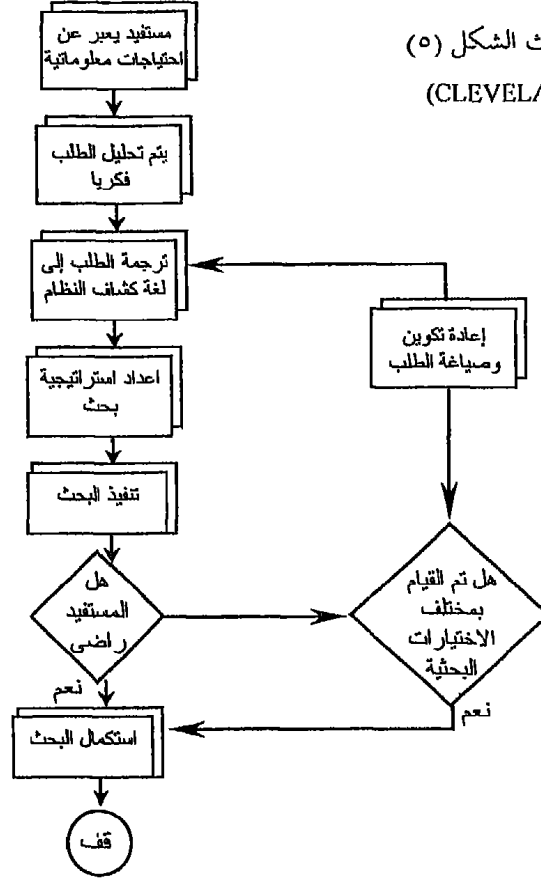 ث الشكل (٥)
(CLEVELA
مستفيد يعبر عن
احتياجات معلوماتية
يتم تحليل الطلب
فكريا
ترجمة الطلب إلى
لغة كشاف النظام
إعادة تكوين
وصياغة الطلب
اعداد استراتيجية
بحث
تنفيذ البحث
هل
المستفيد
راضى
هل تم القيام
بمختلف
الاختيارات
البحثية
نعم
نعم
استكمال البحث
قف